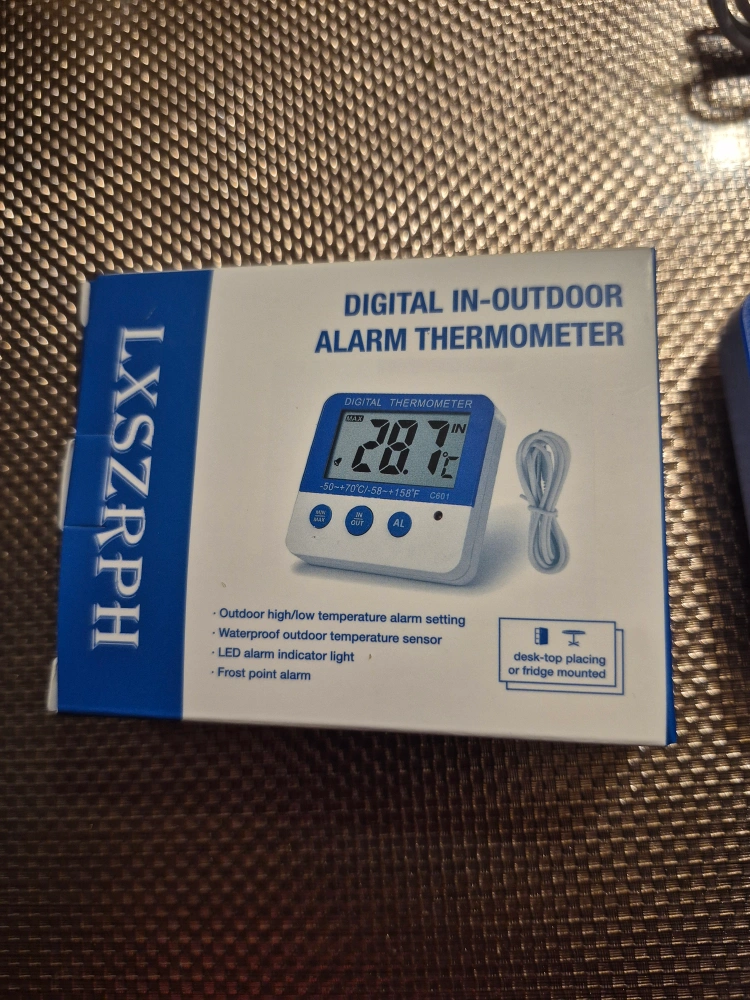 LXSZRPH
DIGITAL IN-OUTDOOR
ALARM THERMOMETER
DIGITAL THERMOMETER
MAX
28.7 IN
°C
-50~+70°C/-58~+158°F C601
MIN
MAX
IN
OUT
AL
· Outdoor high/low temperature alarm setting
· Waterproof outdoor temperature sensor
· LED alarm indicator light
· Frost point alarm
desk-top placing
or fridge mounted